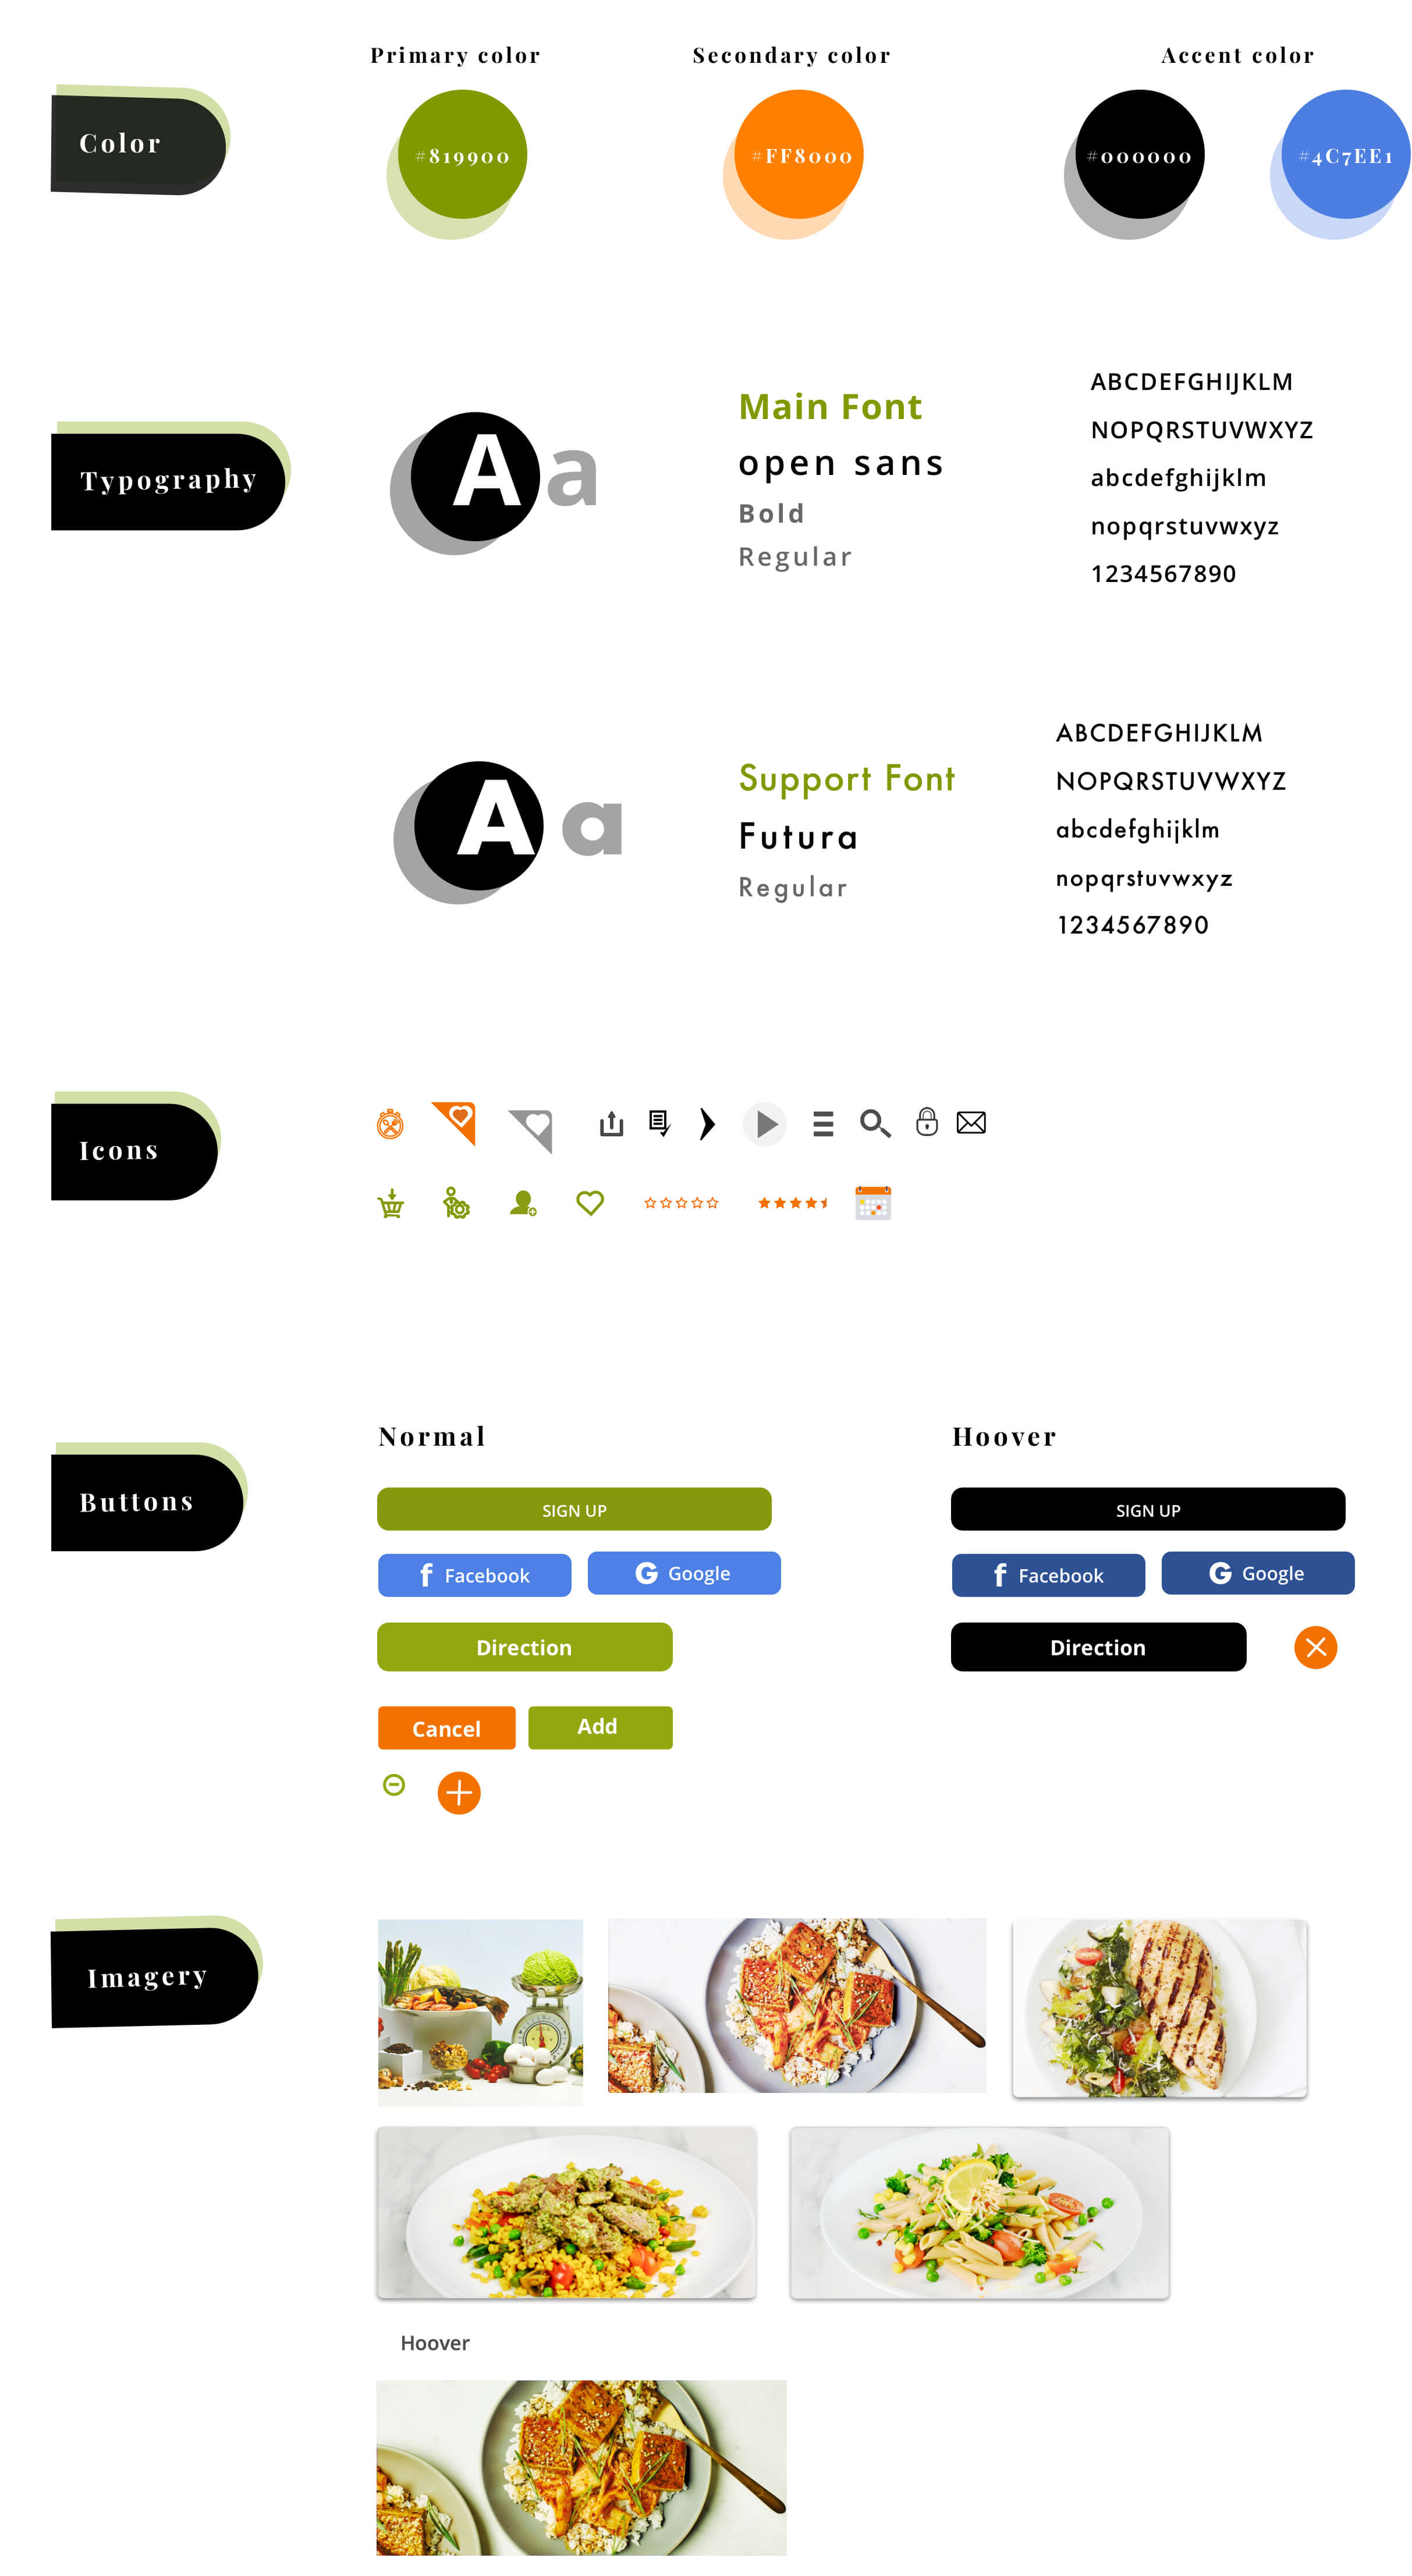 Primary color
Secondary color
Accent color
Color
#819900
#FF8000
#000000
#4C7EE1
Typography
A a
Main Font
open sans
Bold
Regular
ABCDEFGHIJKLM
NOPQRSTUVWXYZ
abcdefghijklm
nopqrstuvwxyz
1234567890
A a
Support Font
Futura
Regular
ABCDEFGHIJKLM
NOPQRSTUVWXYZ
abcdefghijklm
nopqrstuvwxyz
1234567890
Icons
Buttons
Normal
SIGN UP
f Facebook
G Google
Direction
Cancel
Add
Hoover
SIGN UP
f Facebook
G Google
Direction
Imagery
Hoover